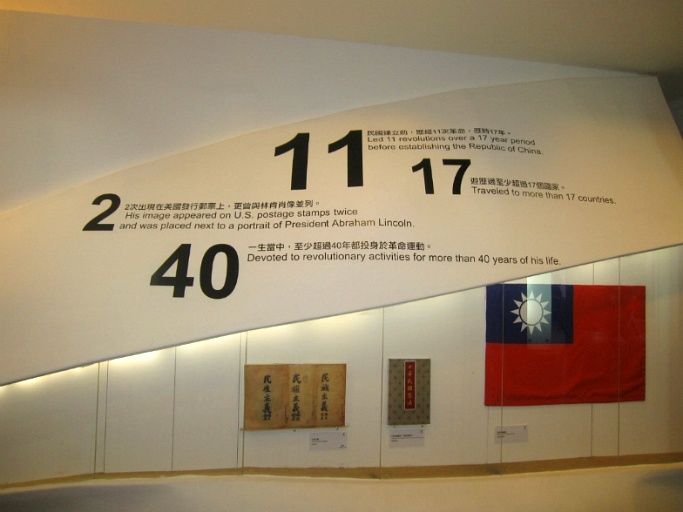 11
民國建立前，歷經11次革命，歷時17年。
Led 11 revolutions over a 17 year period
before establishing the Republic of China.
17
遊歷過至少超過17個國家。
Traveled to more than 17 countries.
2
2次出現在美國發行郵票上，更曾與林肯肖像並列。
His image appeared on U.S. postage stamps twice
and was placed next to a portrait of President Abraham Lincoln.
40
一生當中，至少超過40年都投身於革命運動。
Devoted to revolutionary activities for more than 40 years of his life.
民生主義
民權主義
民族主義